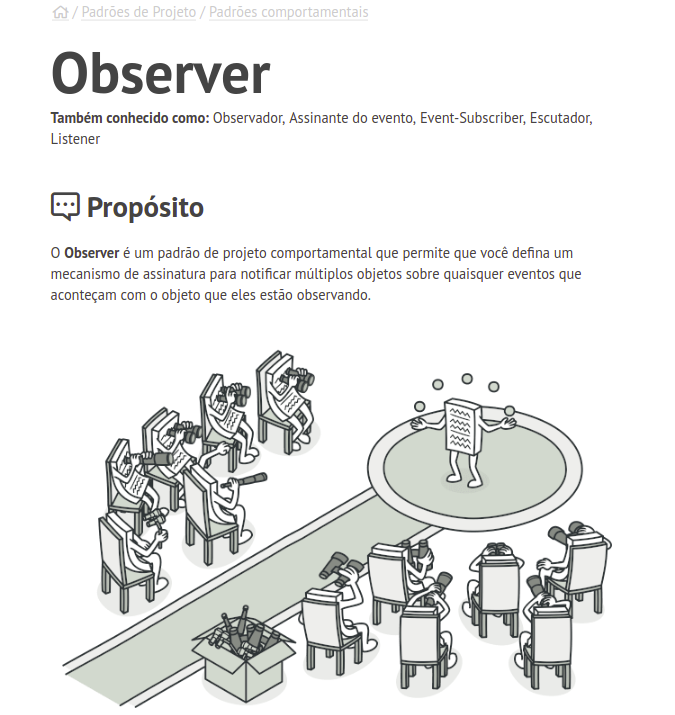 / Padrões de Projeto / Padrões comportamentais
Observer
Também conhecido como: Observador, Assinante do evento, Event-Subscriber, Escutador,
Listener
Propósito
O Observer é um padrão de projeto comportamental que permite que você defina um
mecanismo de assinatura para notificar múltiplos objetos sobre quaisquer eventos que
aconteçam com o objeto que eles estão observando.